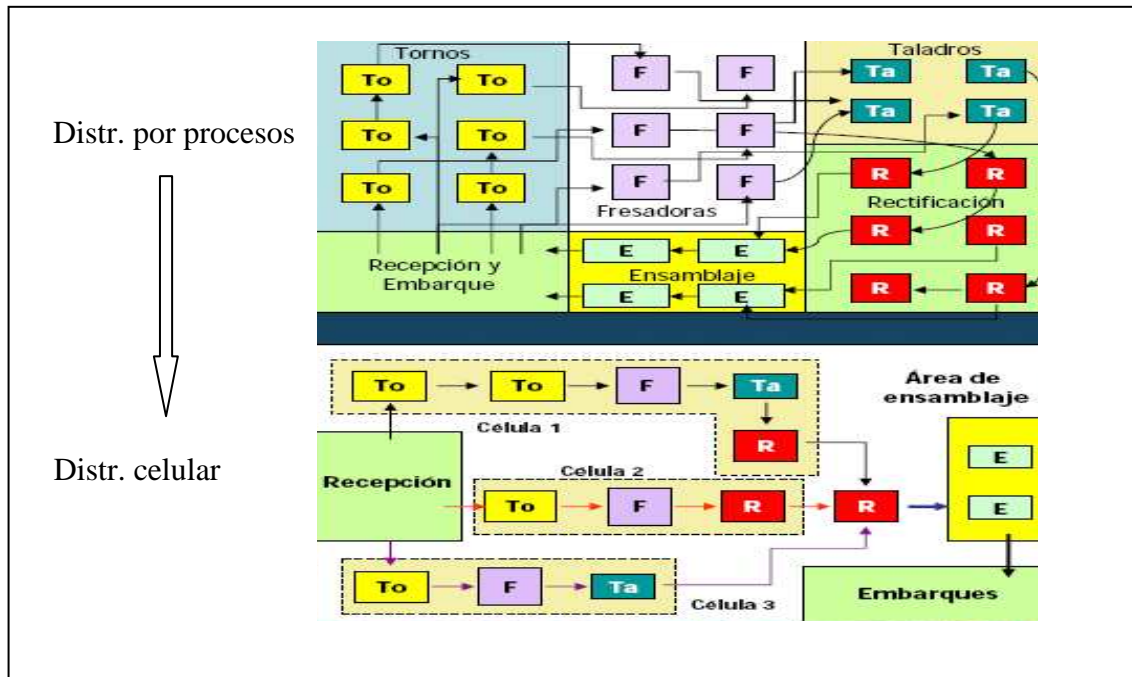 Distr. por procesos
Distr. celular
Tornos
Taladros
To To F F Ta Ta
To To F F Ta Ta
To To F F R R
Fresadoras
Rectificación
E E R R
Recepción y
Embarque
Ensamblaje
E E R R
To To F Ta
Célula 1
R
Área de
ensamblaje
E
Recepción
Célula 2
To F R R
E
To F Ta
Célula 3
Embarques